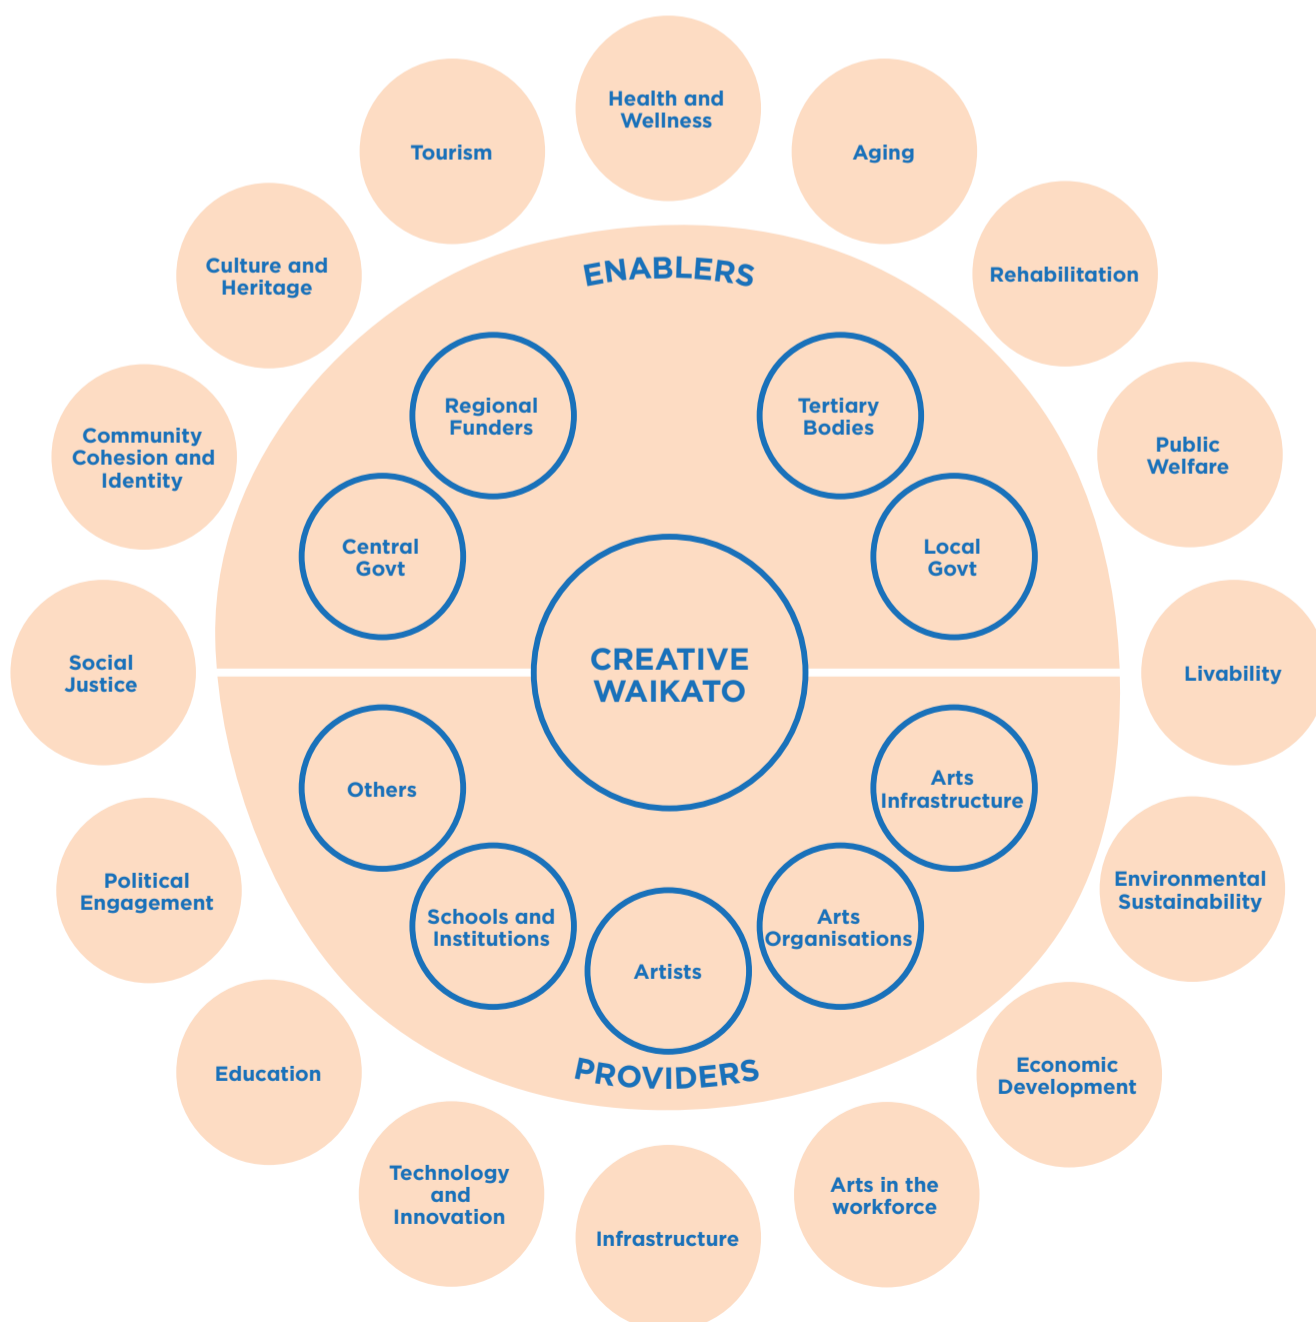 Health and
Wellness
Tourism
Aging
Culture and
Heritage
Rehabilitation
ENABLERS
Regional
Funders
Tertiary
Bodies
Community
Cohesion and
Identity
Public
Welfare
Central
Govt
Local
Govt
CREATIVE
WAIKATO
Social
Justice
Livability
Others
Arts
Infrastructure
Political
Engagement
Environmental
Sustainability
Schools and
Institutions
Artists
Arts
Organisations
PROVIDERS
Education
Economic
Development
Technology
and
Innovation
Infrastructure
Arts in the
workforce